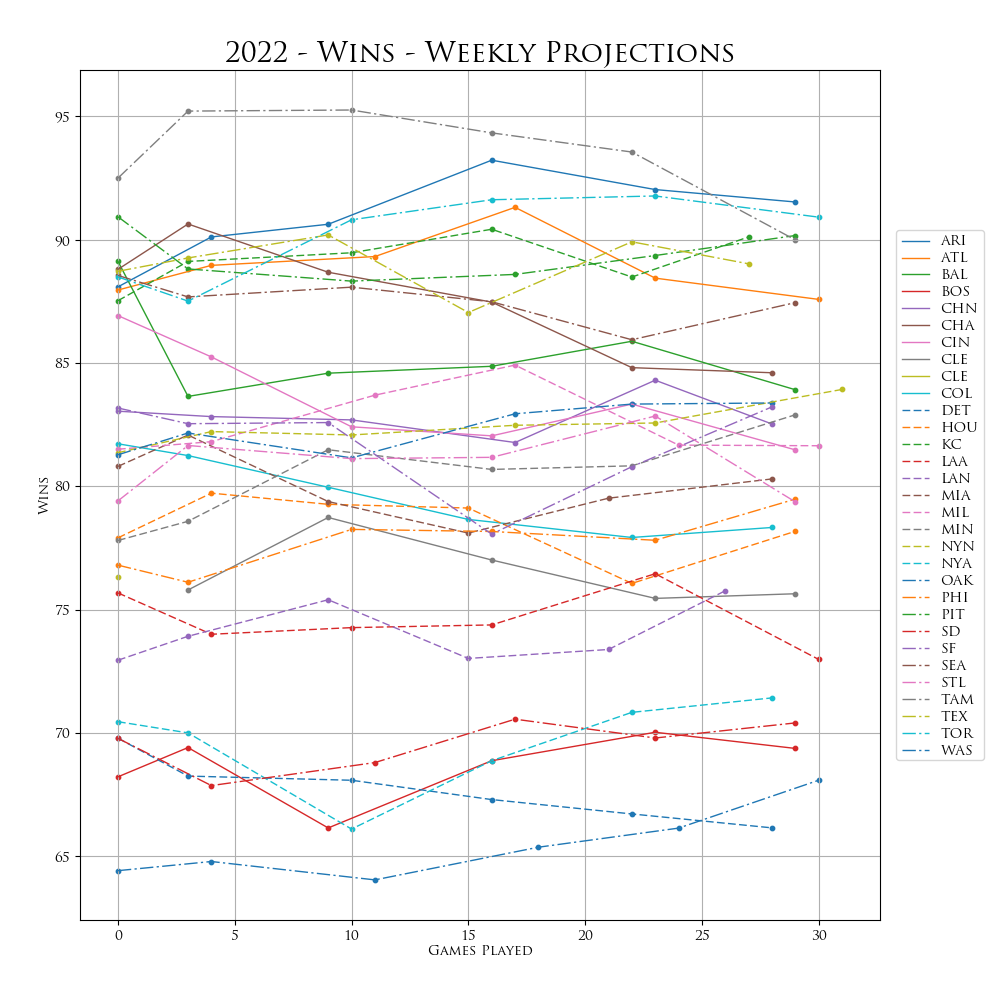 2022 - Wins - Weekly Projections
95
90
85
80
75
70
65
Wins
0 5 10 15 20 25 30
Games Played
ARI
ATL
BAL
BOS
CHN
CHA
CIN
CLE
CLE
COL
DET
HOU
KC
LAA
LAN
MIA
MIL
MIN
NYN
NYA
OAK
PHI
PIT
SD
SF
SEA
STL
TAM
TEX
TOR
WAS